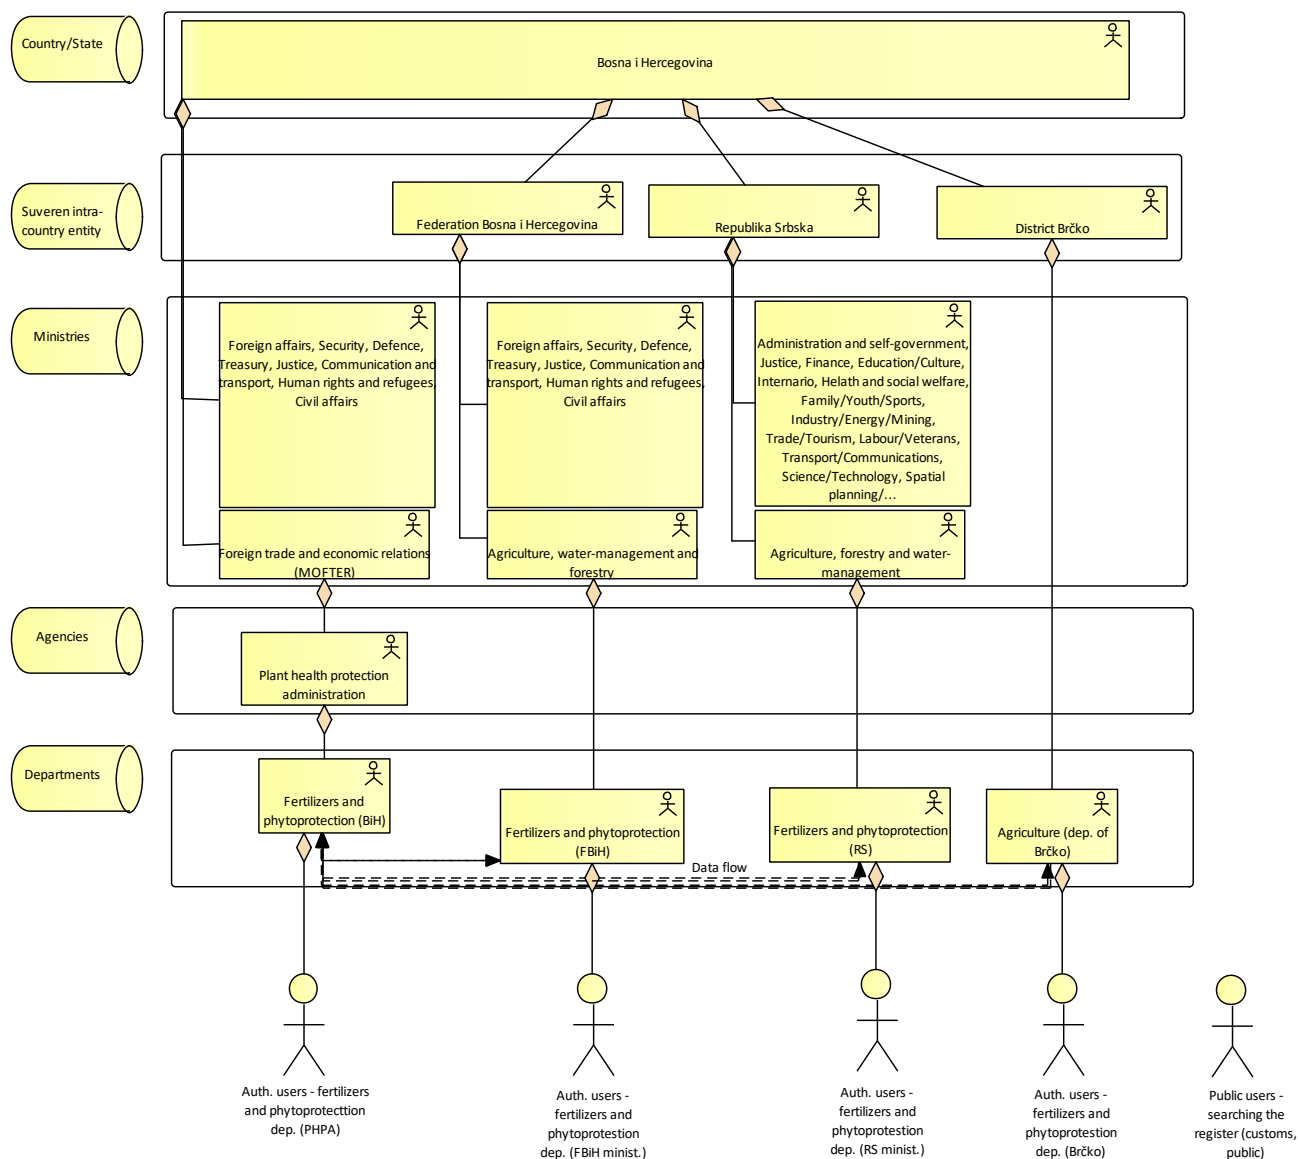 Country/State
Bosna i Hercegovina
Suveren intra-
country entity
Federation Bosna i Hercegovina
Republika Srbska
District Brčko
Ministries
Foreign affairs, Security, Defence,
Treasury, Justice, Communication and
transport, Human rights and refugees,
Civil affairs
Foreign affairs, Security, Defence,
Treasury, Justice, Communication and
transport, Human rights and refugees,
Civil affairs
Administration and self-government,
Justice, Finance, Education/Culture,
Internario, Helath and social welfare,
Family/Youth/Sports,
Industry/Energy/Mining,
Trade/Tourism, Labour/Veterans,
Transport/Communications,
Science/Technology, Spatial
planning/...
Foreign trade and economic relations
(MOFTER)
Agriculture, water-management and
forestry
Agriculture, forestry and water-
management
Agencies
Plant health protection
administration
Departments
Fertilizers and
phytoprotection (BiH)
Fertilizers and phytoprotection
(FBiH)
Fertilizers and phytoprotection
(RS)
Agriculture (dep. of
Brčko)
Data flow
Auth. users - fertilizers
and phytoprotecttion
dep. (PHPA)
Auth. users -
fertilizers and
phytoprotestion
dep. (FBiH minist.)
Auth. users -
fertilizers and
phytoprotestion
dep. (RS minist.)
Auth. users -
fertilizers and
phytoprotestion
dep. (Brčko)
Public users -
searching the
register (customs,
public)